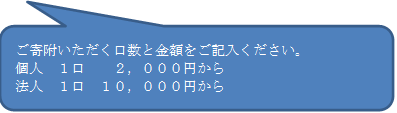 ご寄附いただく口数と金額をご記入ください。
個人　１口　　２，０００円から
法人　１口　１０，０００円から